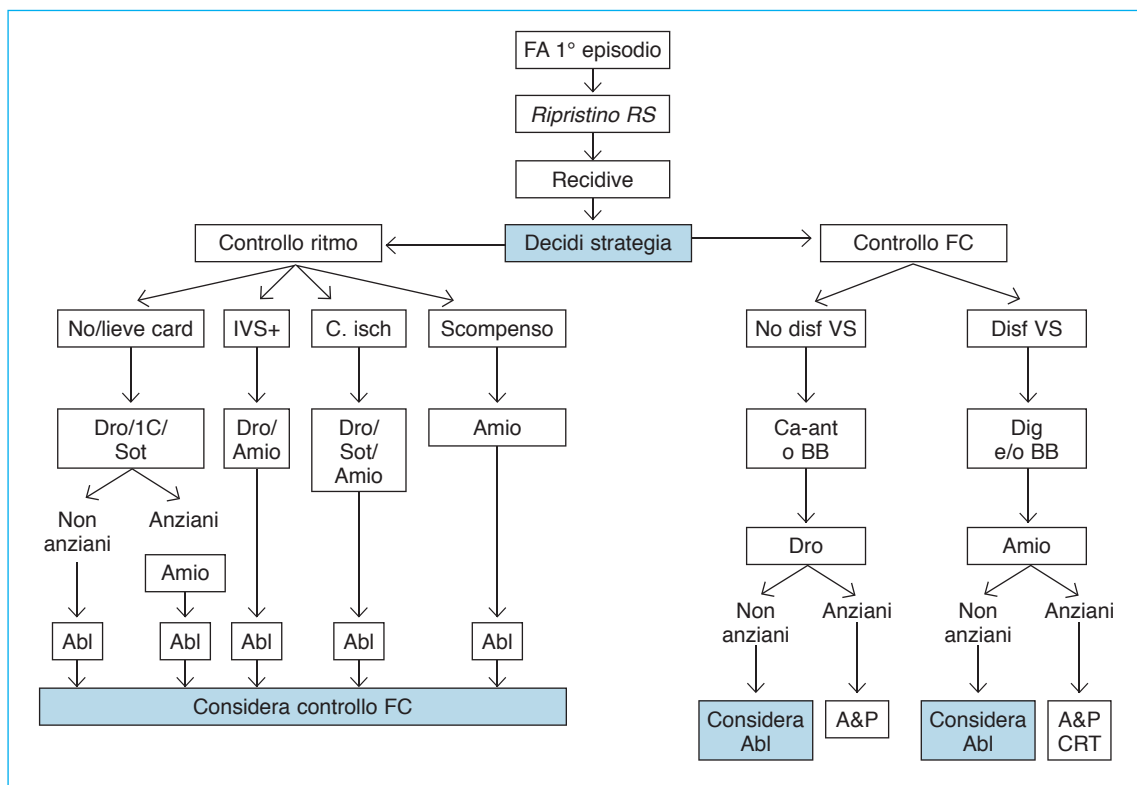 FA 1° episodio
Ripristino RS
Recidive
Controllo ritmo
Decidi strategia
Controllo FC
No/lieve card
IVS+
C. isch
Scompenso
No disf VS
Disf VS
Dro/1C/
Sot
Dro/
Amio
Dro/
Sot/
Amio
Amio
Ca-ant
o BB
Dig
e/o BB
Non
anziani
Anziani
Amio
Dro
Amio
Non
anziani
Anziani
Non
anziani
Anziani
Abl
Abl
Abl
Abl
Abl
Considera controllo FC
Considera
Abl
A&P
Considera
Abl
A&P
CRT